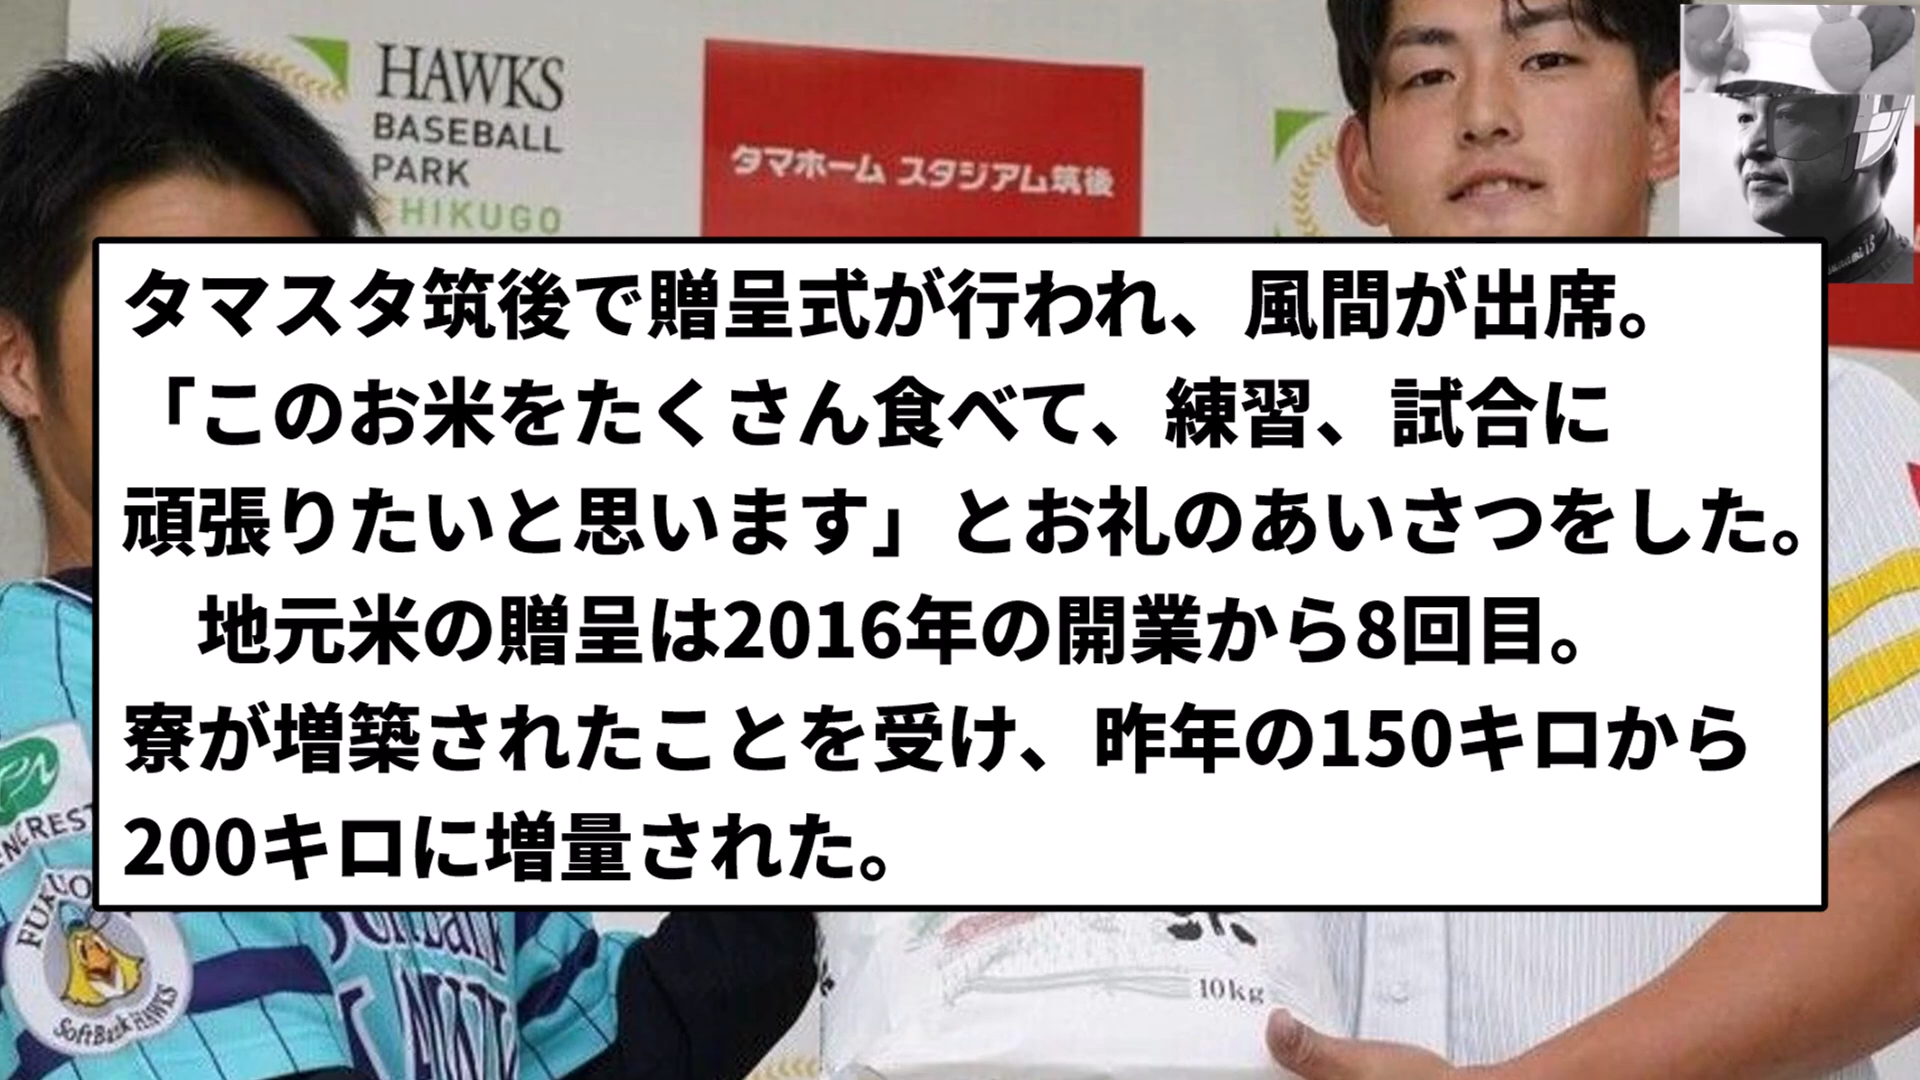 HAWKS
BASEBALL
PARK
CHIKUGO
タマホーム スタジアム筑後
タマスタ筑後で贈呈式が行われ、風間が出席。
「このお米をたくさん食べて、練習、試合に
頑張りたいと思います」とお礼のあいさつをした。
地元米の贈呈は2016年の開業から8回目。
寮が増築されたことを受け、昨年の150キロから
200キロに増量された。
SoftBank HAWKS
10kg